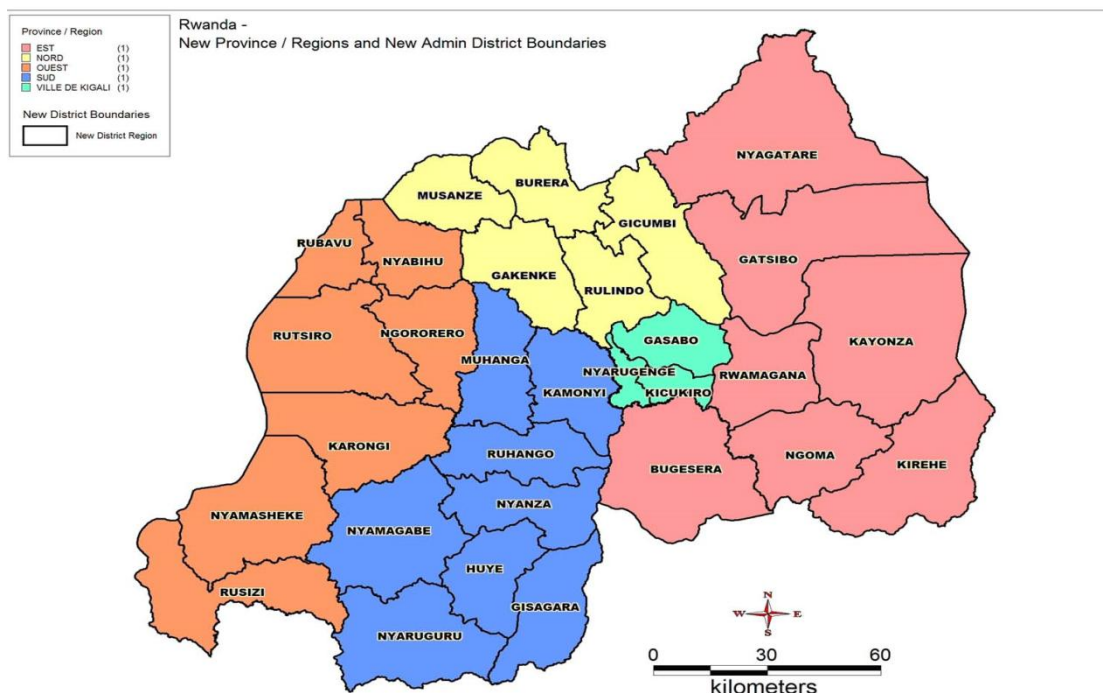 Rwanda -
New Province / Regions and New Admin District Boundaries
Province / Region
EST (1)
NORD (1)
OUEST (1)
SUD (1)
VILLE DE KIGALI (1)
New District Boundaries
New District Region
NYAGATARE
BURERA
MUSANZE
GICUMBI
RUBAVU
NYABIHU
GATSIBO
GAKENKE
RULINDO
RUTSIRO
NGORORERO
GASABO
KAYONZA
MUHANGA
NYARUGENGE
RWAMAGANA
KAMONYI
KICUKIRO
KARONGI
RUHANGO
BUGESERA
NGOMA
KIREHE
NYANZA
NYAMASHEKE
NYAMAGABE
HUYE
RUSIZI
GISAGARA
NYARUGURU
N
W E
S
0 30 60
kilometers